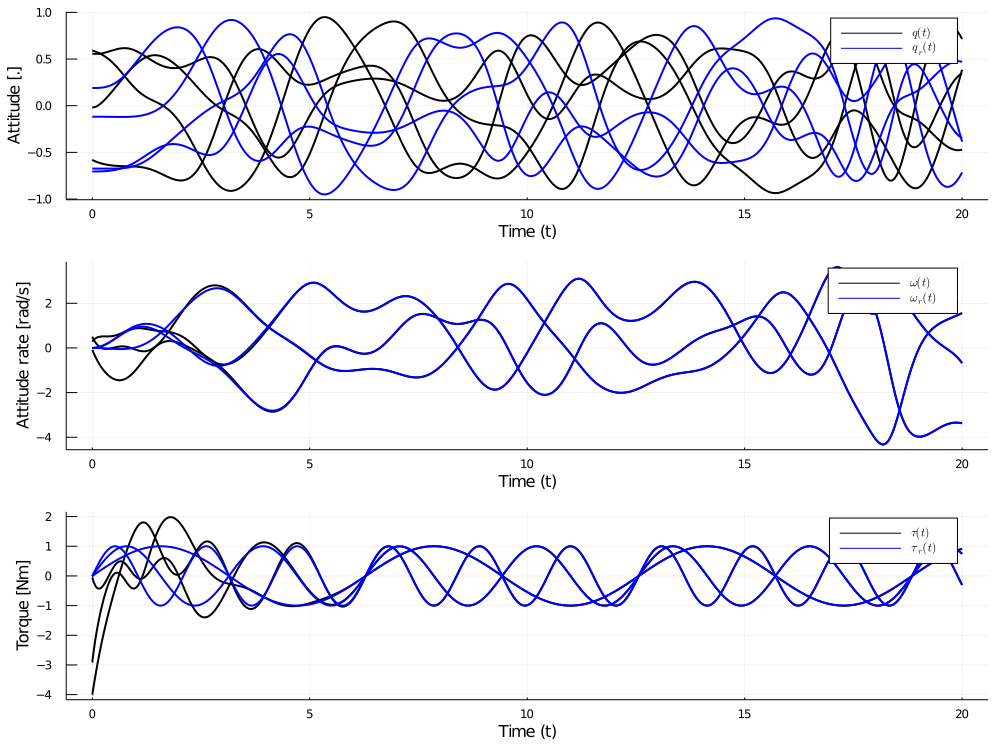 1.0
0.5
0.0
−0.5
−1.0
Attitude [.]
q(t)
q_r(t)
0 5 10 15 20
Time (t)
2
0
−2
−4
Attitude rate [rad/s]
ω(t)
ω_r(t)
0 5 10 15 20
Time (t)
2
1
0
−1
−2
−3
−4
Torque [Nm]
τ(t)
τ_r(t)
0 5 10 15 20
Time (t)